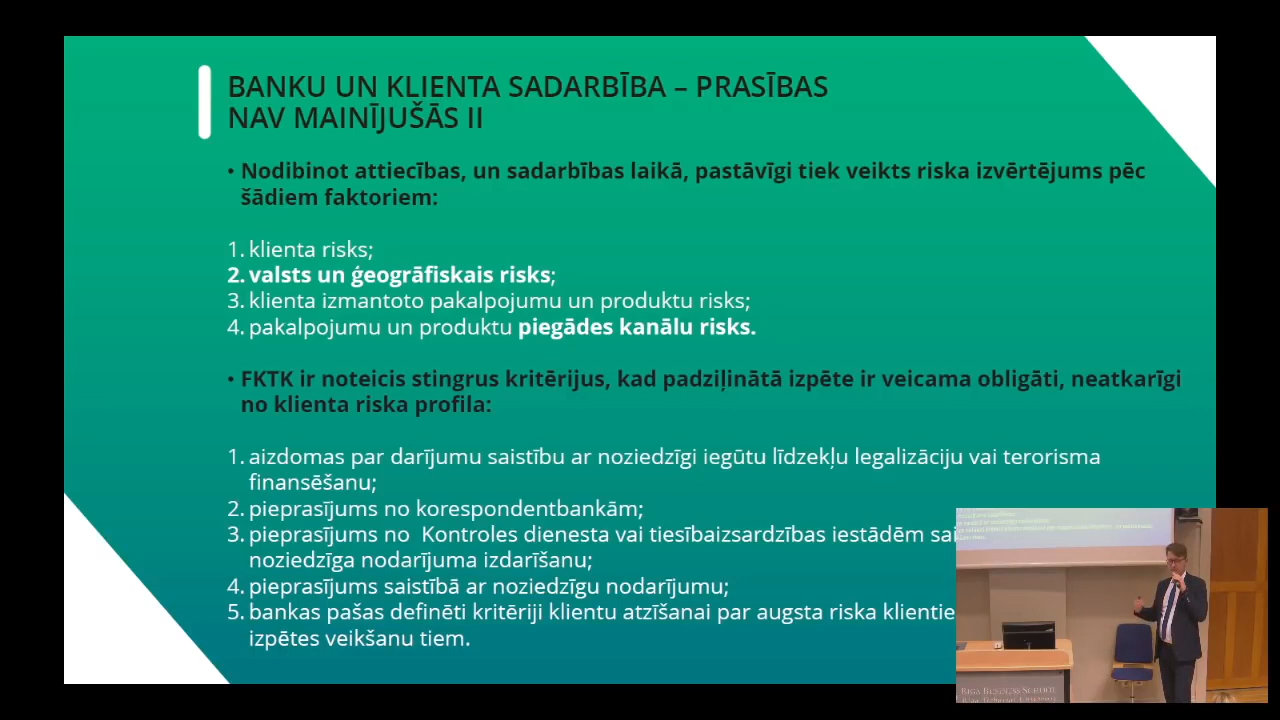 BANKU UN KLIENTA SADARBĪBA – PRASĪBAS
NAV MAINĪJUŠĀS II
• Nodibinot attiecības, un sadarbības laikā, pastāvīgi tiek veikts riska izvērtējums pēc
šādiem faktoriem:
1. klienta risks;
2. valsts un ģeogrāfiskais risks;
3. klienta izmantoto pakalpojumu un produktu risks;
4. pakalpojumu un produktu piegādes kanālu risks.
• FKTK ir noteicis stingrus kritērijus, kad padziļinātā izpēte ir veicama obligāti, neatkarīgi
no klienta riska profila:
1. aizdomas par darījumu saistību ar noziedzīgi iegūtu līdzekļu legalizāciju vai terorisma
finansēšanu;
2. pieprasījums no korespondentbankām;
3. pieprasījums no  Kontroles dienesta vai tiesībaizsardzības iestādēm
noziedzīga nodarījuma izdarīšanu;
4. pieprasījums saistībā ar noziedzīgu nodarījumu;
5. bankas pašas definēti kritēriji klientu atzīšanai par augsta riska
izpētes veikšanu tiem.
RIGA BUSINESS SCHOOL